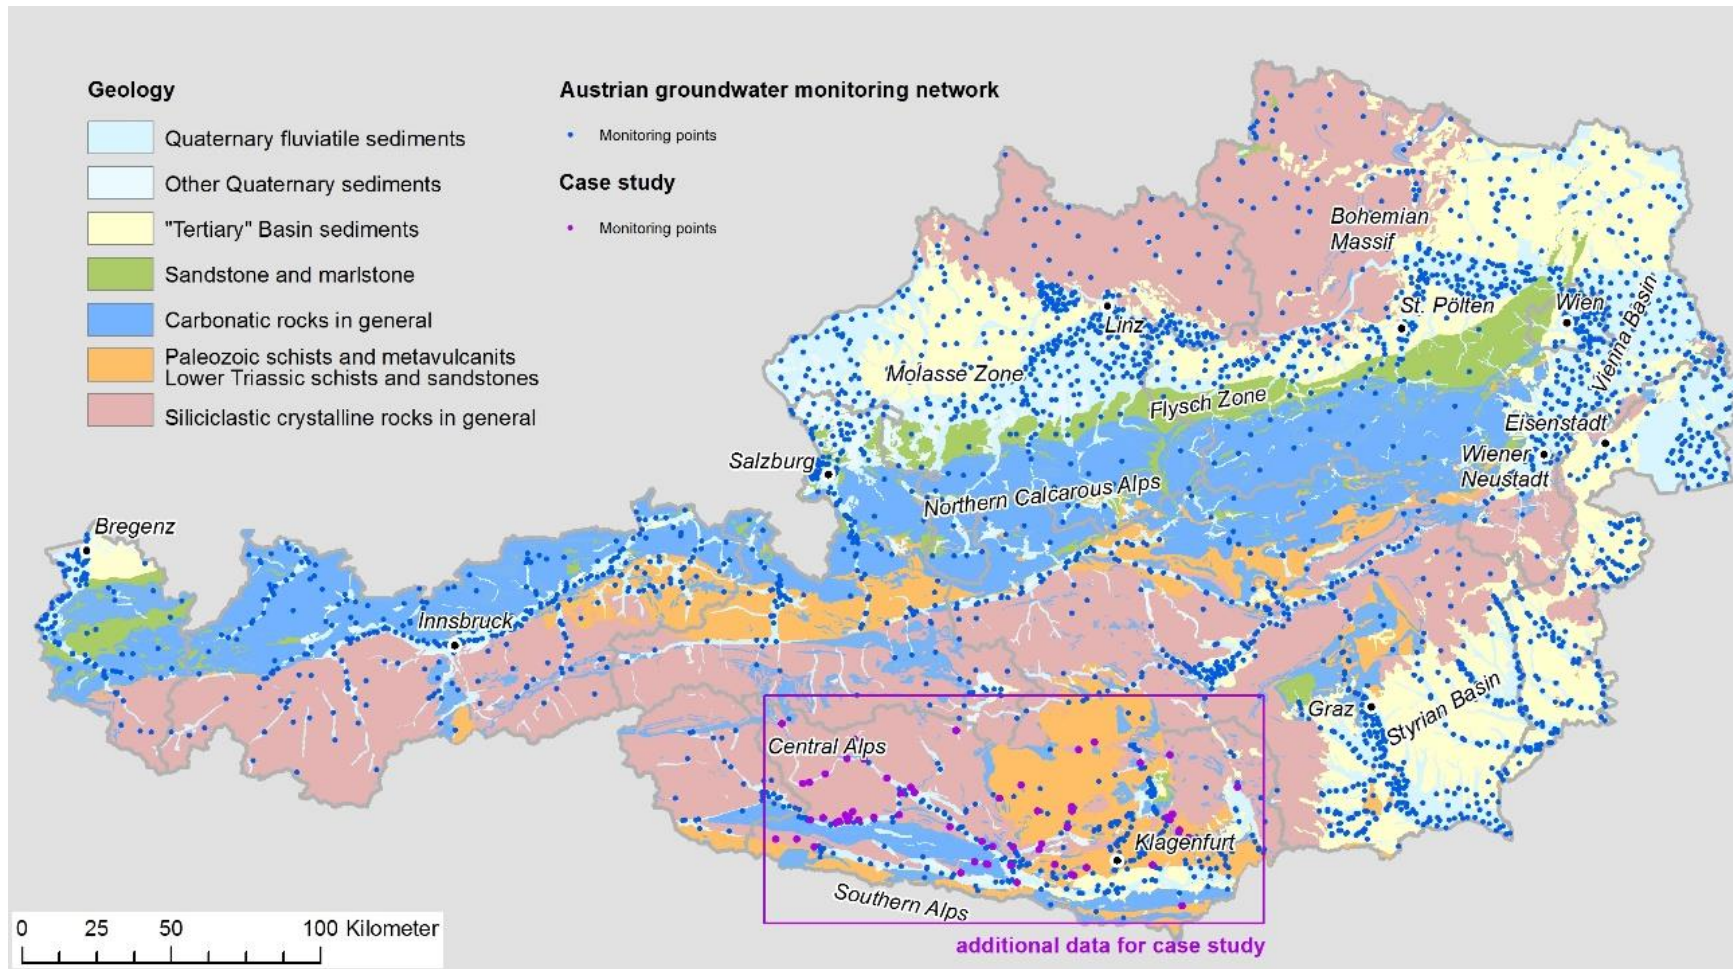 Geology
Quaternary fluviatile sediments
Other Quaternary sediments
"Tertiary" Basin sediments
Sandstone and marlstone
Carbonatic rocks in general
Paleozoic schists and metavulcanits
Lower Triassic schists and sandstones
Siliciclastic crystalline rocks in general
Austrian groundwater monitoring network
Monitoring points
Case study
Monitoring points
Bohemian
Massif
St. Pölten
Wien
Linz
Vienna Basin
Molasse Zone
Flysch Zone
Eisenstadt
Salzburg
Wiener
Neustadt
Northern Calcarous Alps
Bregenz
Innsbruck
Graz
Styrian Basin
Central Alps
Klagenfurt
Southern Alps
additional data for case study
0 25 50 100 Kilometer